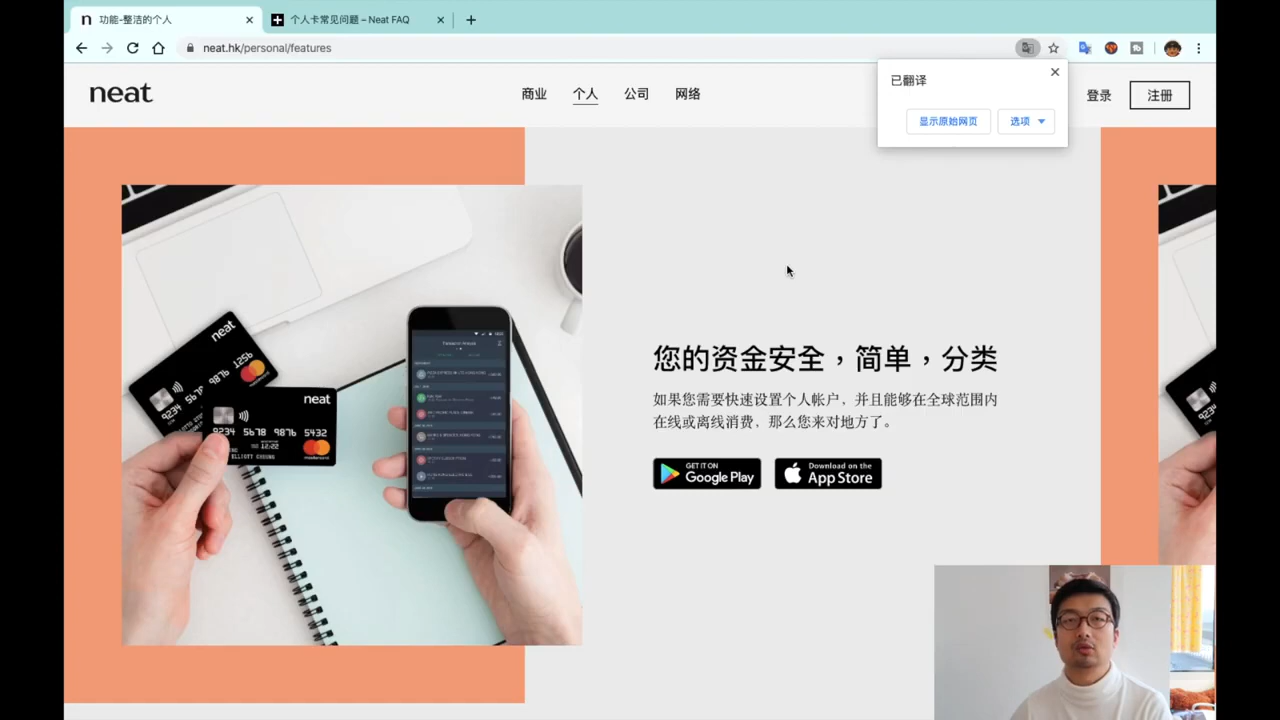 功能-整洁的个人
个人卡常见问题 – Neat FAQ
neat.hk/personal/features
已翻译
显示原始网页
选项
neat
商业
个人
公司
网络
登录
注册
neat
9876
1256
9234
neat
9234 5678 9876 5432
12:22
ELLIOTT CHEUNG
mastercard
您的资金安全，简单，分类
如果您需要快速设置个人帐户，并且能够在全球范围内
在线或离线消费，那么您来对地方了。
GET IT ON
Google Play
Download on the
App Store
9234